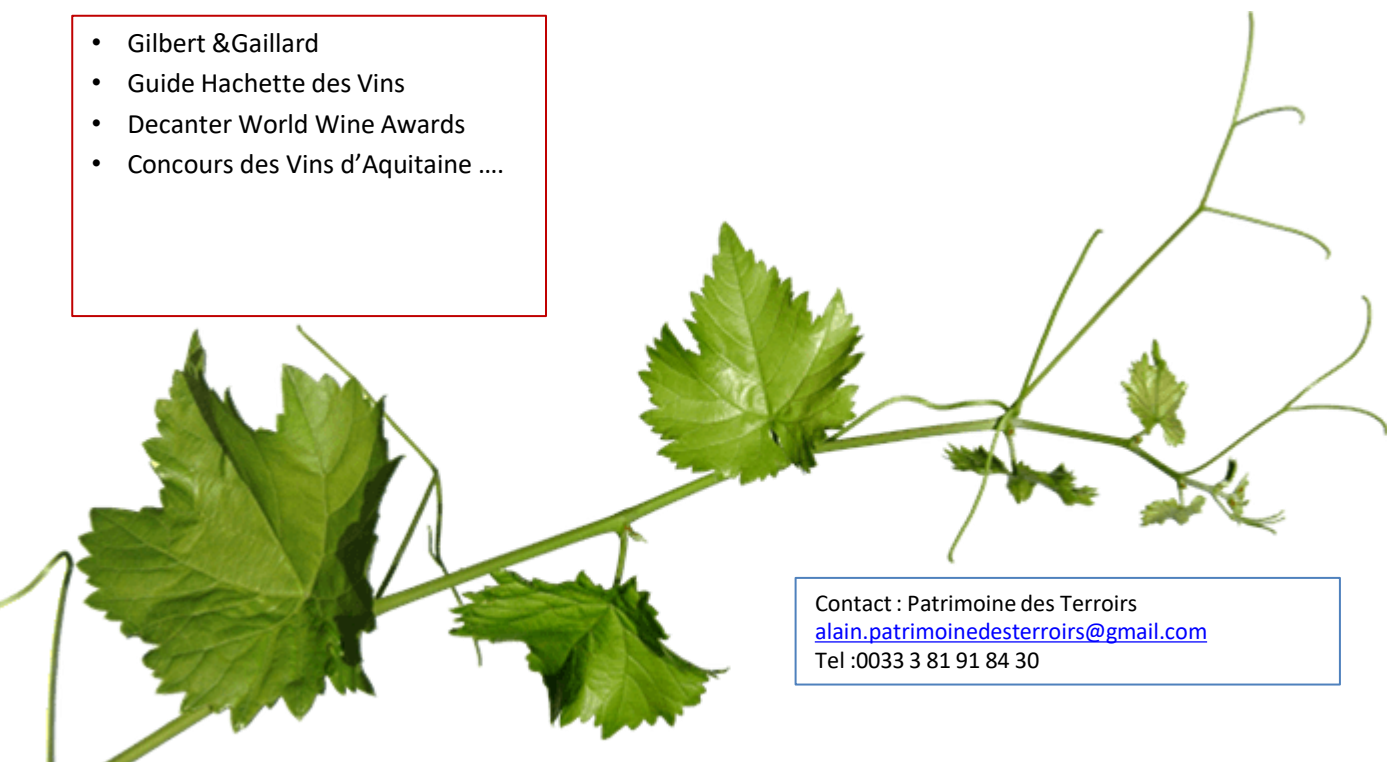 • Gilbert &Gaillard
• Guide Hachette des Vins
• Decanter World Wine Awards
• Concours des Vins d’Aquitaine ….
Contact : Patrimoine des Terroirs
alain.patrimoinedesterroirs@gmail.com
Tel :0033 3 81 91 84 30